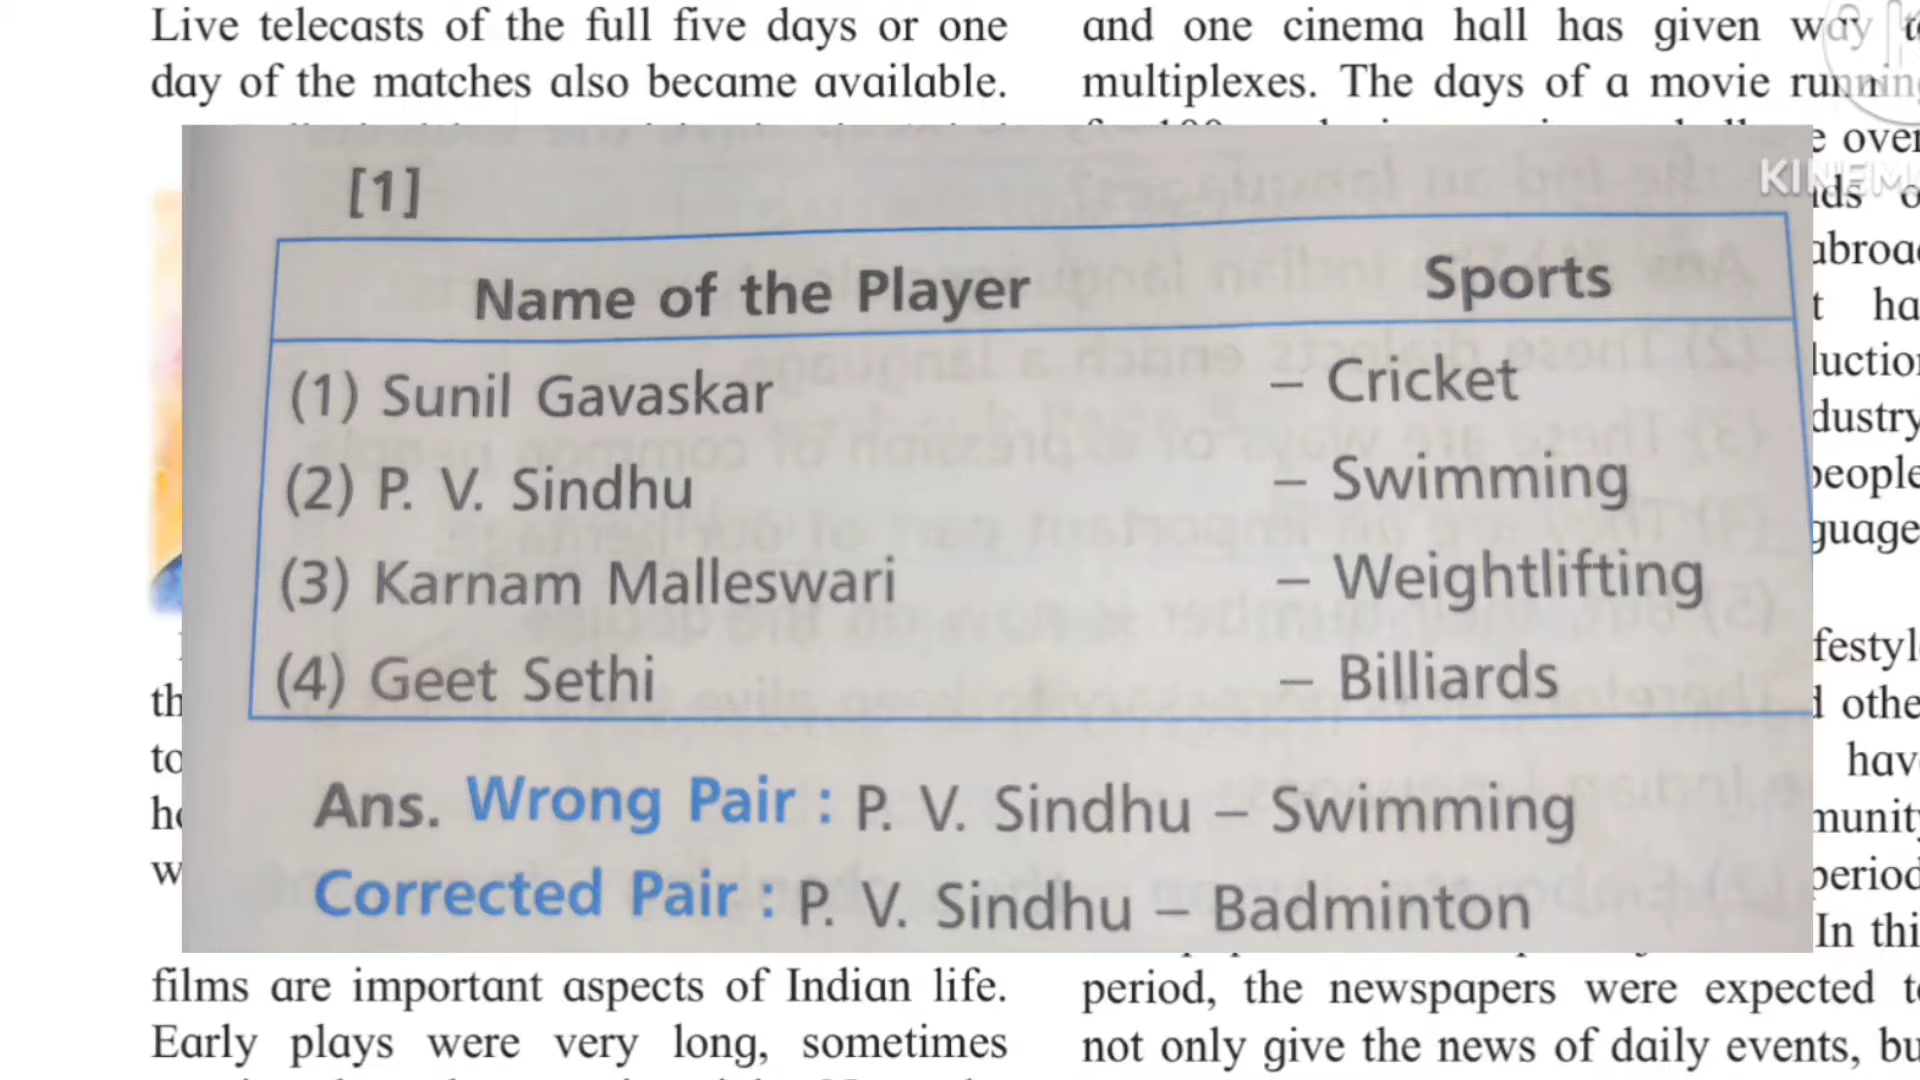 Live telecasts of the full five days or one
day of the matches also became available.
and one cinema hall has given way
multiplexes. The days of a movie running
over
[1]
Name of the Player Sports
(1) Sunil Gavaskar – Cricket
(2) P. V. Sindhu – Swimming
(3) Karnam Malleswari – Weightlifting
(4) Geet Sethi – Billiards
Ans. Wrong Pair : P. V. Sindhu – Swimming
Corrected Pair : P. V. Sindhu – Badminton
In
films are important aspects of Indian life.
Early plays were very long, sometimes
period, the newspapers were expected
not only give the news of daily events,